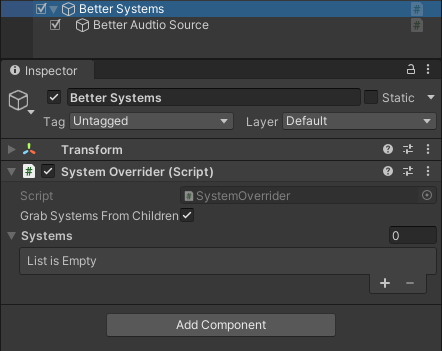 Better Systems
Better Audtio Source
Inspector
Better Systems
Static
Tag Untagged Layer Default
Transform
# System Overrider (Script)
Script # SystemOverrider
Grab Systems From Children
Systems 0
List is Empty
+ −
Add Component